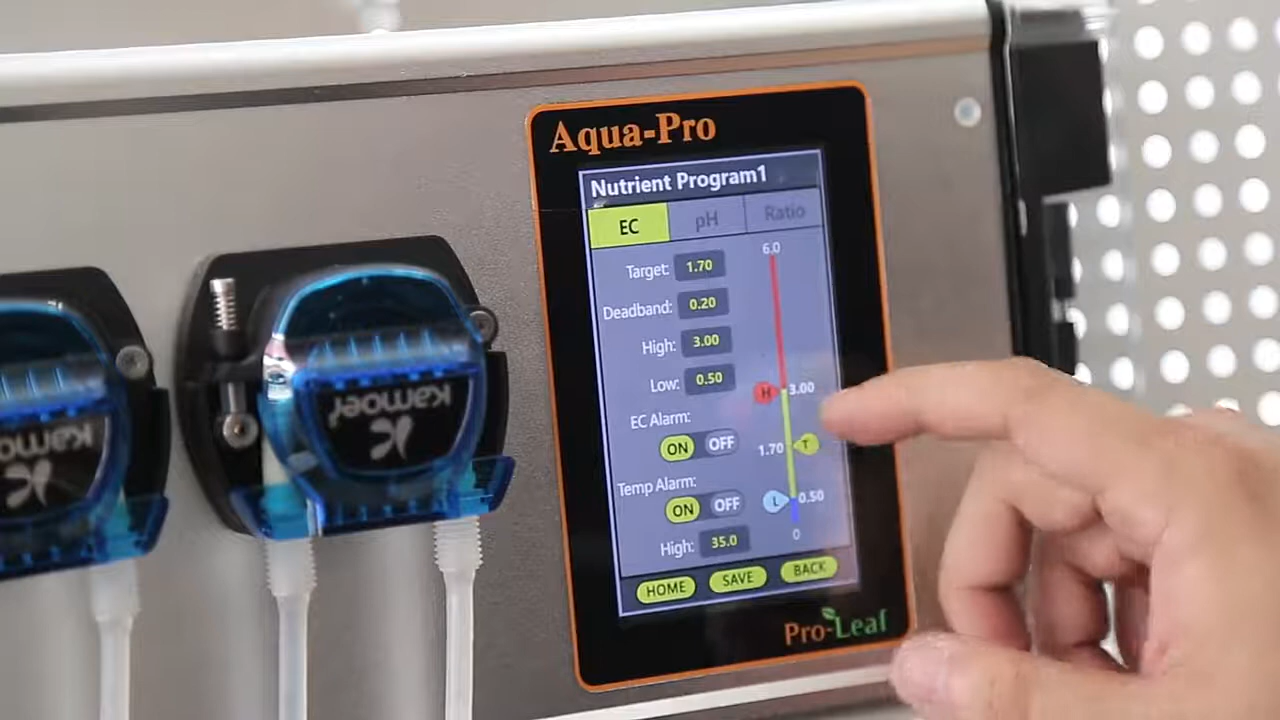 Aqua-Pro
Nutrient Program1
EC pH Ratio
Target: 1.70
Deadband: 0.20
High: 3.00
Low: 0.50
EC Alarm:
ON OFF
Temp Alarm:
ON OFF
High: 35.0
6.0
H 3.00
1.70 T
L 0.50
0
HOME SAVE BACK
Pro-Leaf
kamoer
kamoer